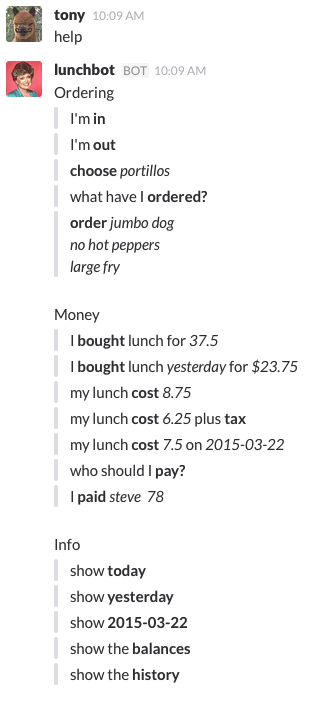 tony 10:09 AM
help
lunchbot BOT 10:09 AM
Ordering
I'm in
I'm out
choose portillos
what have I ordered?
order jumbo dog
no hot peppers
large fry
Money
I bought lunch for 37.5
I bought lunch yesterday for $23.75
my lunch cost 8.75
my lunch cost 6.25 plus tax
my lunch cost 7.5 on 2015-03-22
who should I pay?
I paid steve 78
Info
show today
show yesterday
show 2015-03-22
show the balances
show the history